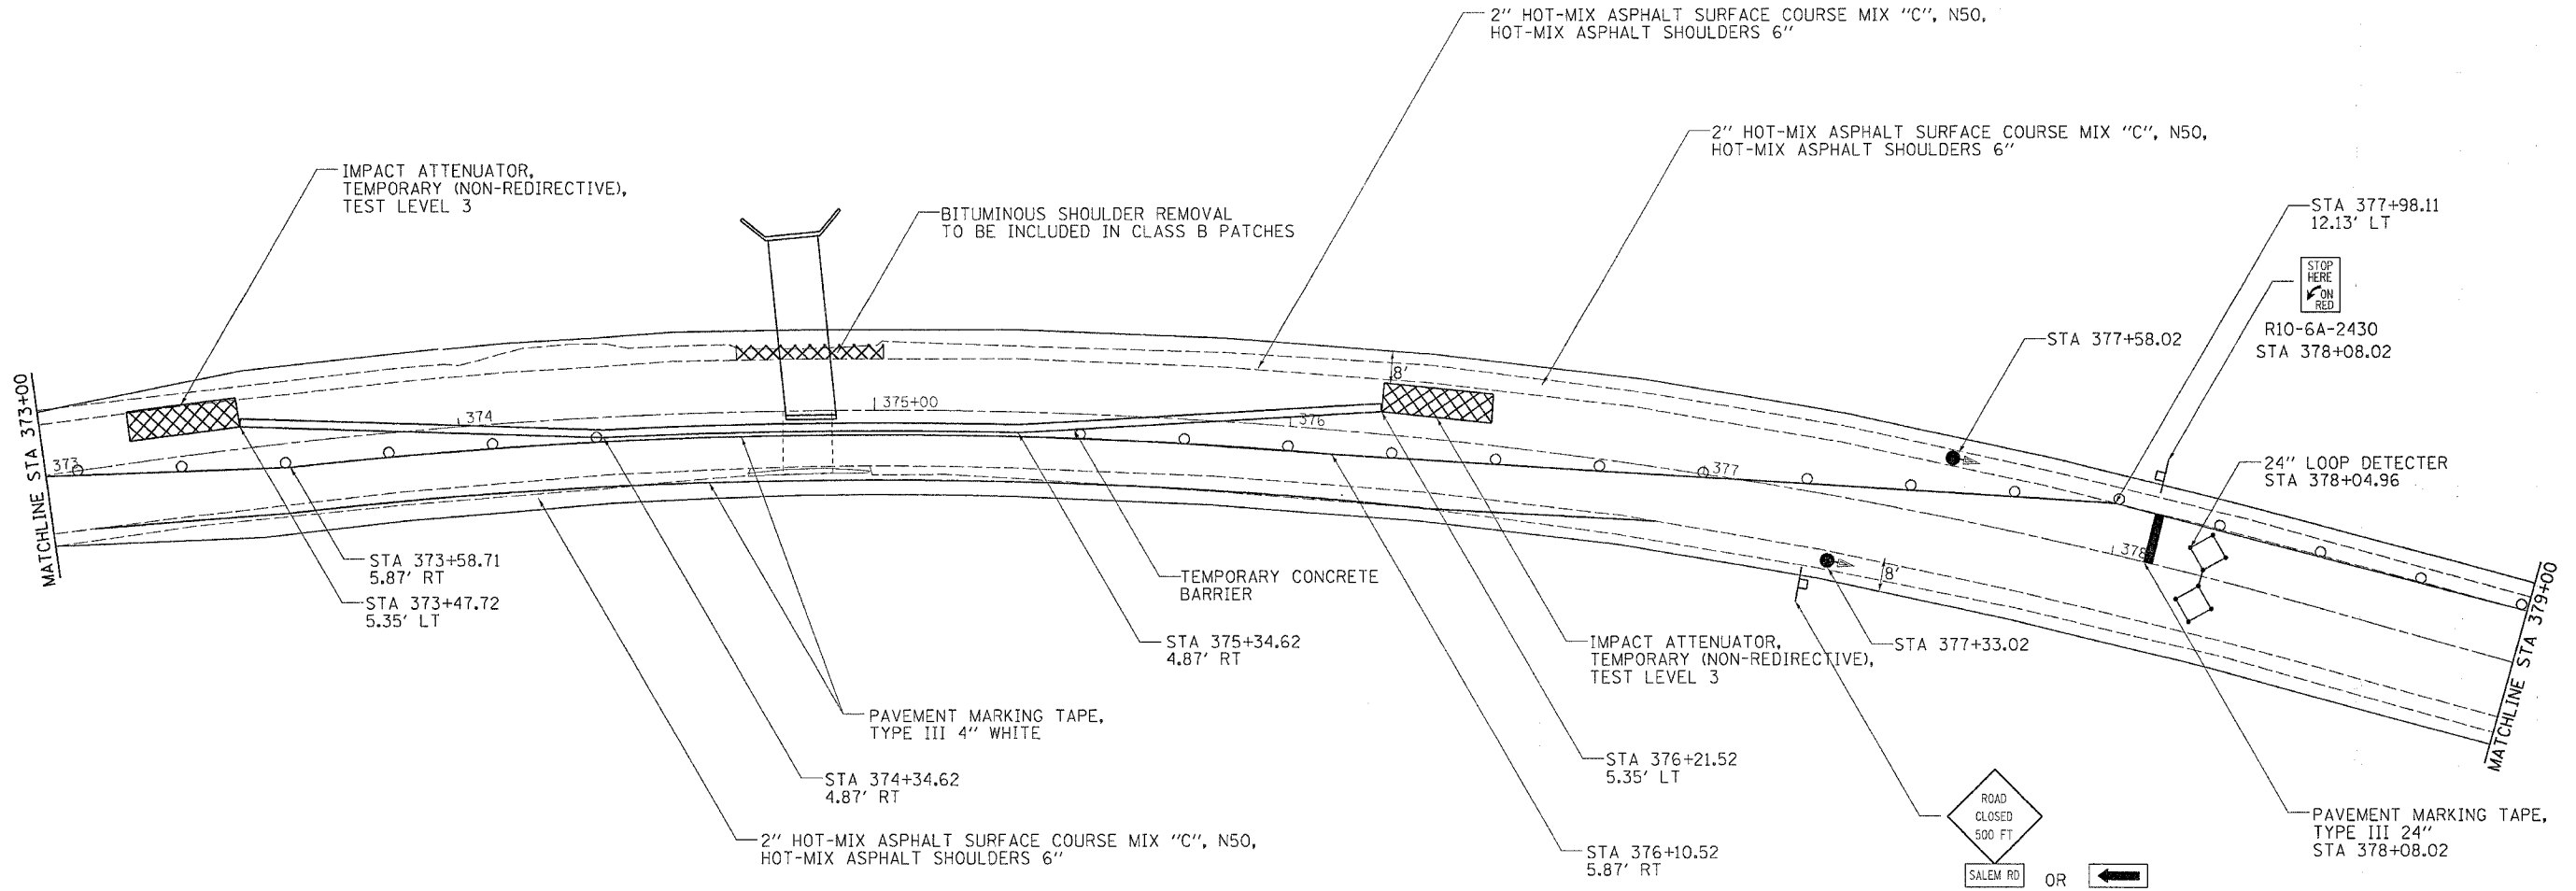 2" HOT-MIX ASPHALT SURFACE COURSE MIX "C", N50,
HOT-MIX ASPHALT SHOULDERS 6"
2" HOT-MIX ASPHALT SURFACE COURSE MIX "C", N50,
HOT-MIX ASPHALT SHOULDERS 6"
IMPACT ATTENUATOR,
TEMPORARY (NON-REDIRECTIVE),
TEST LEVEL 3
BITUMINOUS SHOULDER REMOVAL
TO BE INCLUDED IN CLASS B PATCHES
STA 377+98.11
12.13' LT
STOP
HERE
ON
RED
R10-6A-2430
STA 378+08.02
STA 377+58.02
8'
MATCHLINE STA 373+00
373
374
375+00
376
377
378
24" LOOP DETECTER
STA 378+04.96
8'
MATCHLINE STA 379+00
STA 373+58.71
5.87' RT
STA 373+47.72
5.35' LT
TEMPORARY CONCRETE
BARRIER
STA 375+34.62
4.87' RT
IMPACT ATTENUATOR,
TEMPORARY (NON-REDIRECTIVE),
TEST LEVEL 3
STA 377+33.02
PAVEMENT MARKING TAPE,
TYPE III 4" WHITE
STA 374+34.62
4.87' RT
STA 376+21.52
5.35' LT
2" HOT-MIX ASPHALT SURFACE COURSE MIX "C", N50,
HOT-MIX ASPHALT SHOULDERS 6"
STA 376+10.52
5.87' RT
ROAD
CLOSED
500 FT
SALEM RD OR
PAVEMENT MARKING TAPE,
TYPE III 24"
STA 378+08.02